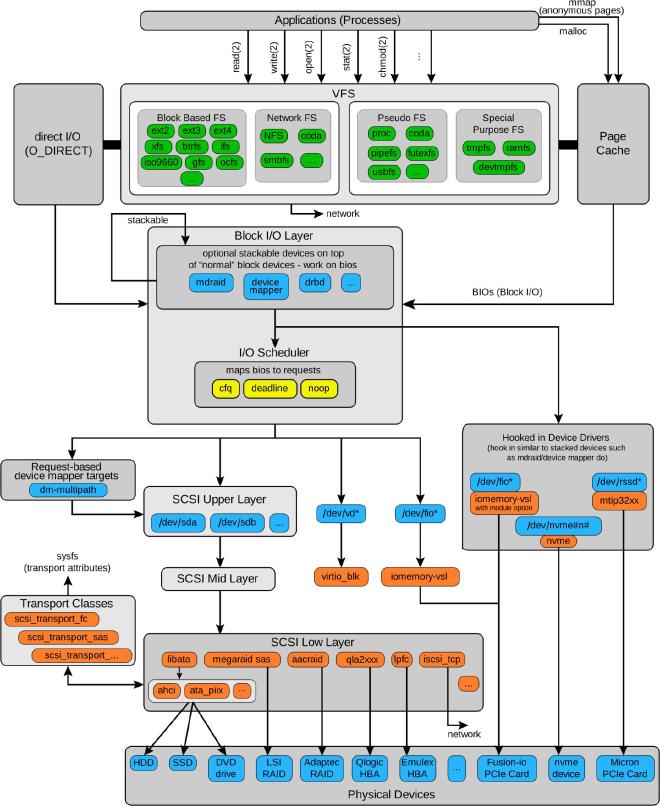 mmap
(anonymous pages)
Applications (Processes)
malloc
read(2)
write(2)
open(2)
stat(2)
chmod(2)
...
VFS
direct I/O
(O_DIRECT)
Block Based FS
ext2 ext3 ext4
xfs btrfs ifs
iso9660 gfs ocfs
...
Network FS
NFS coda
smbfs ...
Pseudo FS
proc coda
pipefs futexfs
usbfs ...
Special
Purpose FS
tmpfs ramfs
devtmpfs
Page
Cache
network
stackable
Block I/O Layer
optional stackable devices on top
of "normal" block devices - work on bios
mdraid device
mapper drbd ...
BIOs (Block I/O)
I/O Scheduler
maps bios to requests
cfq deadline noop
Hooked in Device Drivers
(hook in similar to stacked devices such
as mdraid/device mapper do)
/dev/fio*
iomemory-vsl
with module option
/dev/rssd*
mtip32xx
/dev/nvme#n#
nvme
Request-based
device mapper targets
dm-multipath
SCSI Upper Layer
/dev/sda /dev/sdb ...
/dev/vd*
/dev/fio*
virtio_blk
iomemory-vsl
SCSI Mid Layer
sysfs
(transport attributes)
Transport Classes
scsi_transport_fc
scsi_transport_sas
scsi_transport_...
SCSI Low Layer
libata megaraid sas aacraid qla2xxx lpfc iscsi_tcp
ahci ata_piix ...
...
network
HDD SSD DVD
drive
LSI
RAID
Adaptec
RAID
Qlogic
HBA
Emulex
HBA
...
Fusion-io
PCIe Card
nvme
device
Micron
PCIe Card
Physical Devices